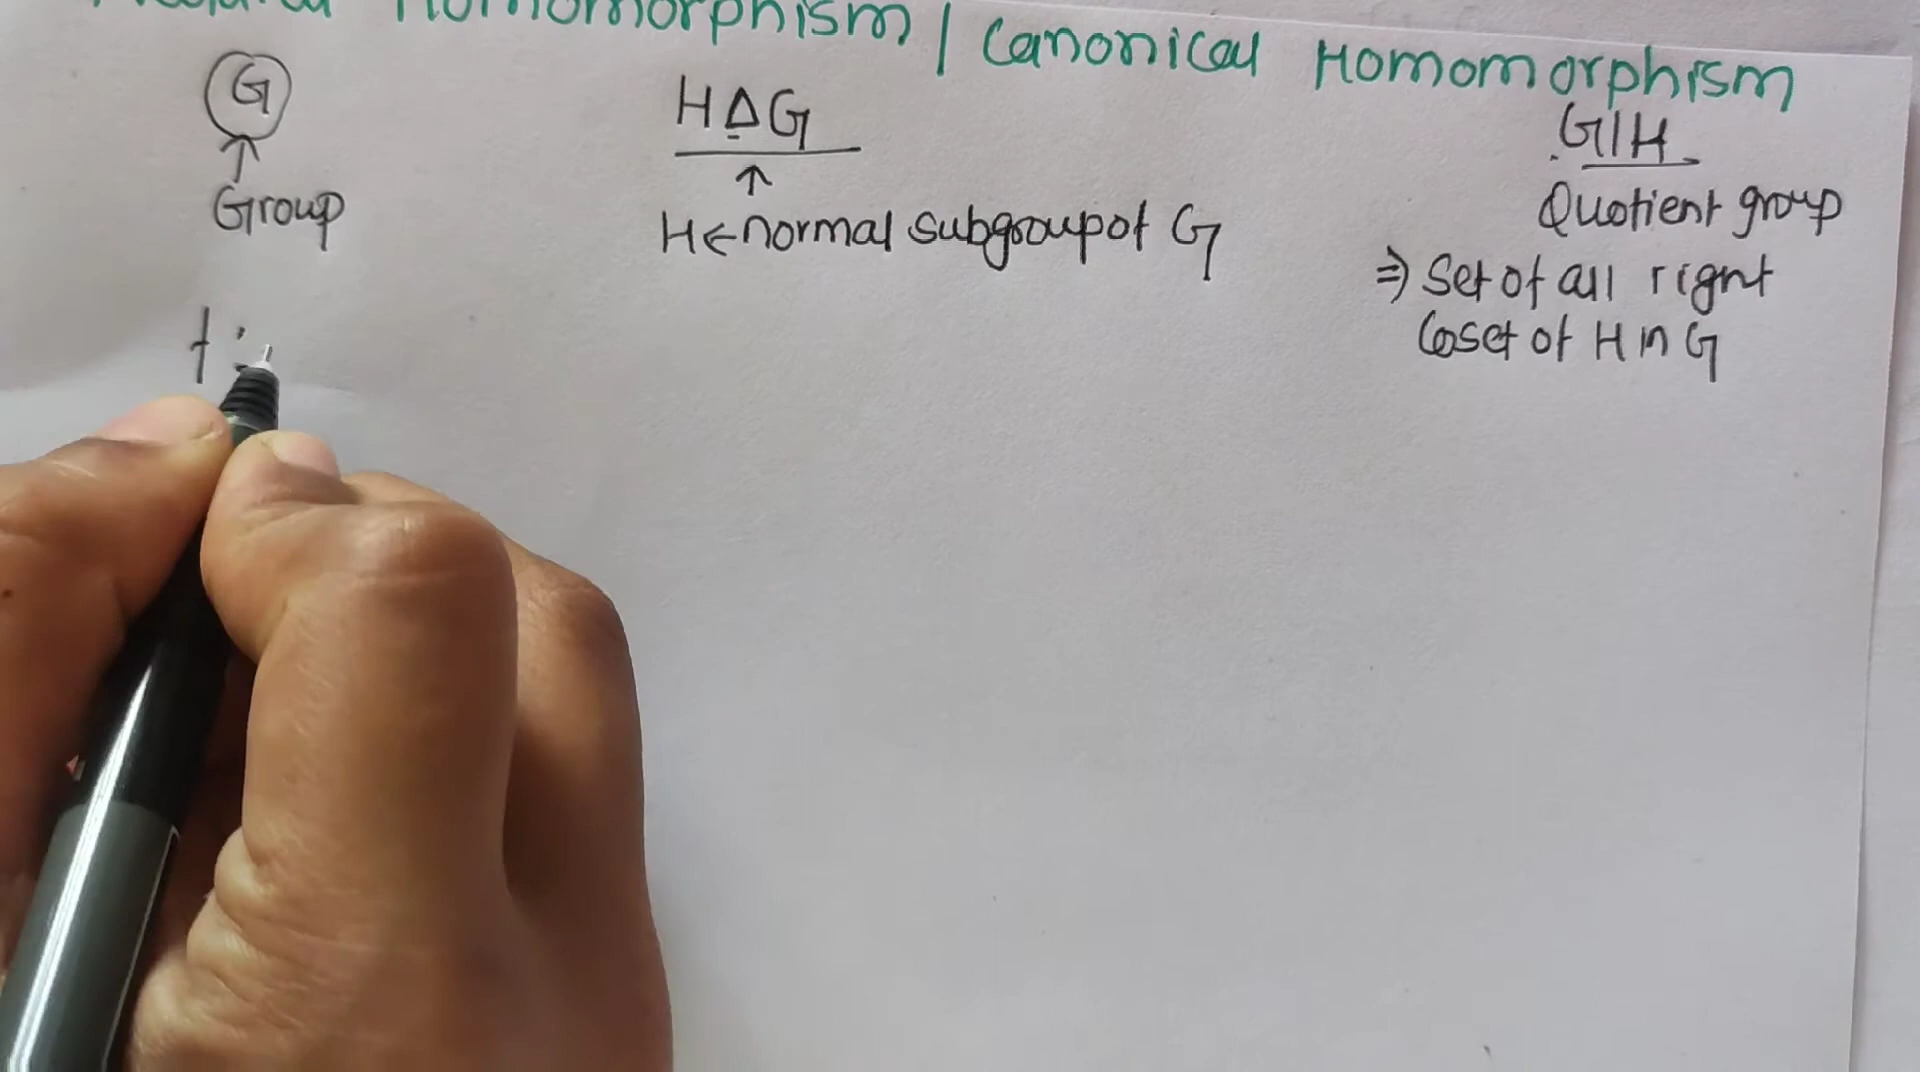 Homomorphism / Canonical Homomorphism
G
Group
H Δ G
H ← normal subgroup of G
G/H
Quotient group
⇒ Set of all right
Coset of H in G
f :